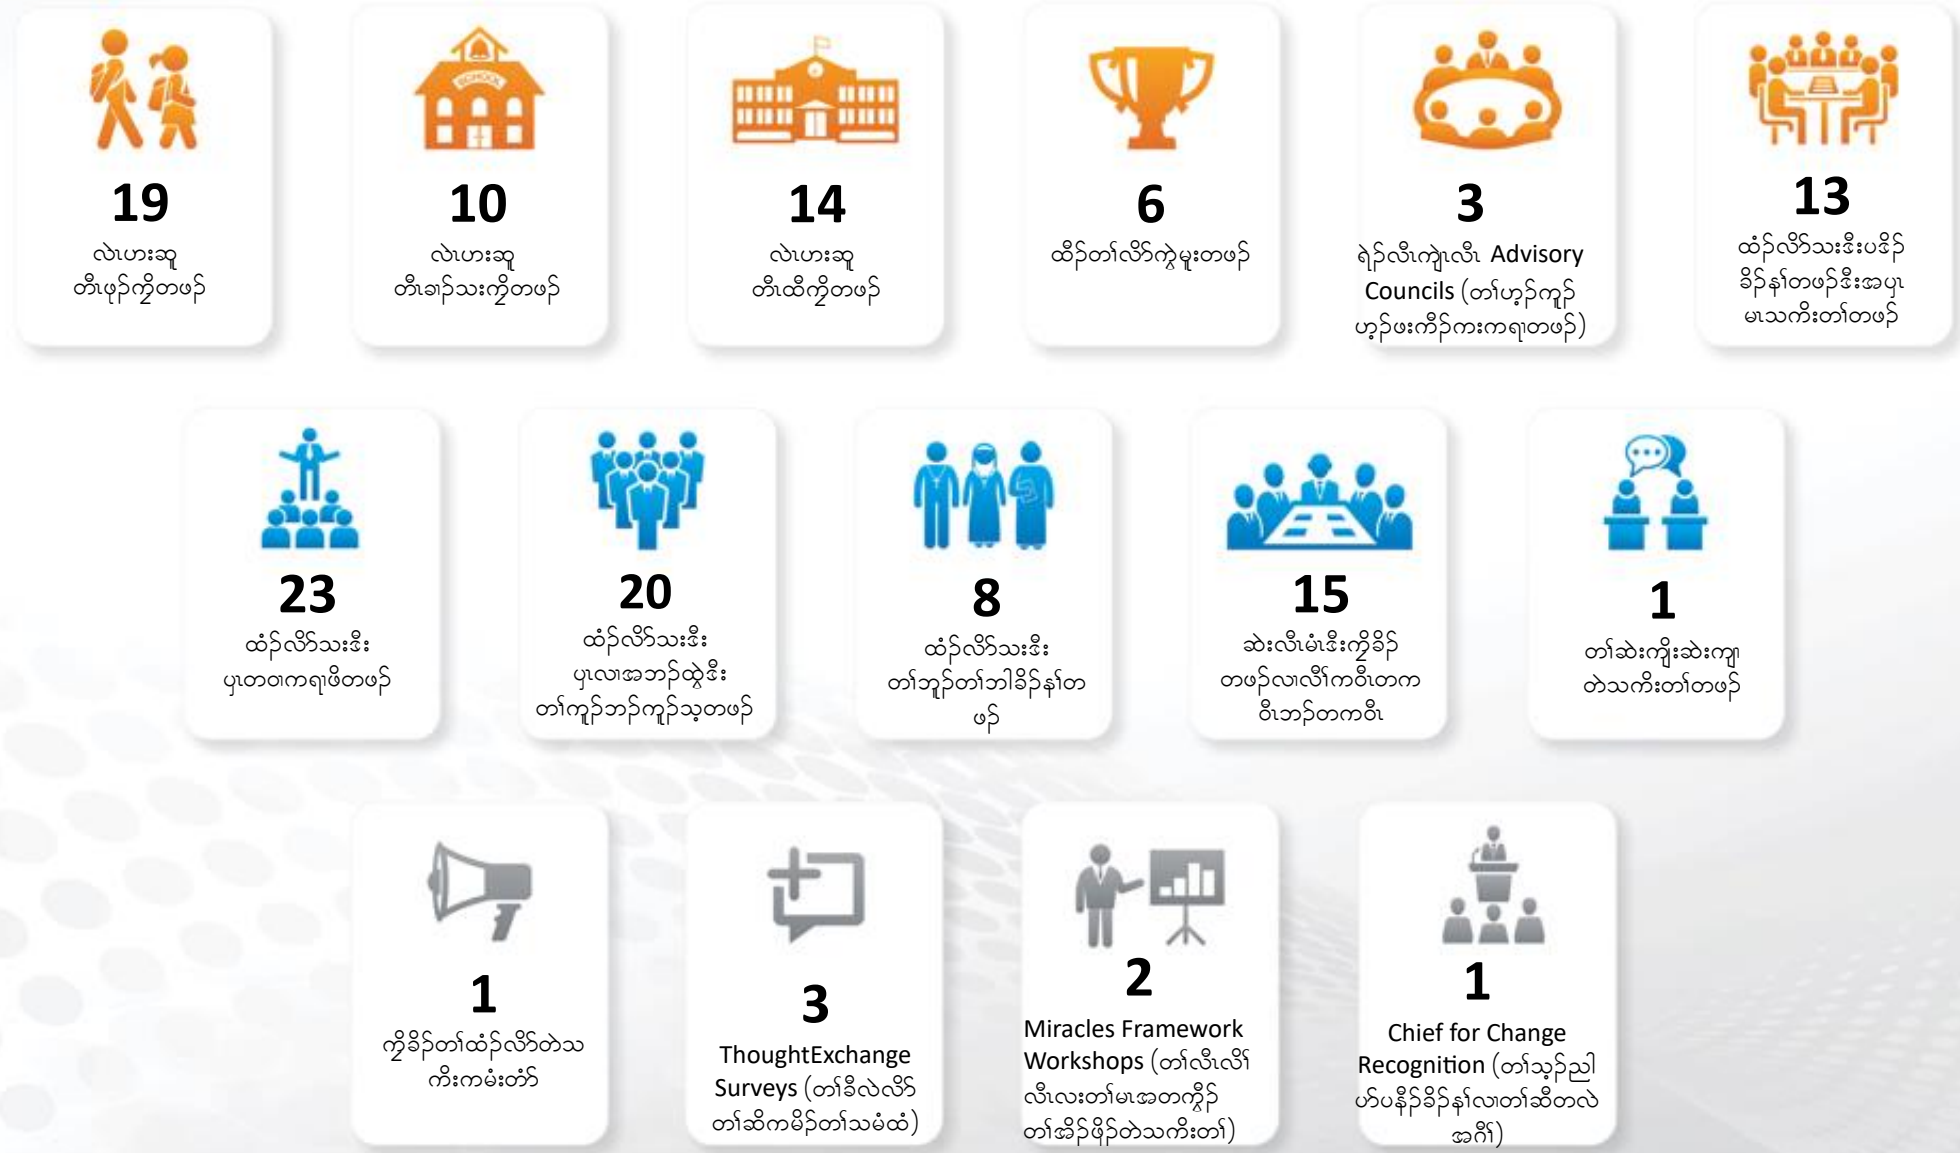 SCHOOL
19
လဲၤဟးဆူ
တီၤဖုၣ်ကၠိတဖၣ်
10
လဲၤဟးဆူ
တီၤခၢၣ်သးကၠိတဖၣ်
14
လဲၤဟးဆူ
တီၤထီကၠိတဖၣ်
6
ထီၣ်တၢ်လိာ်ကွဲမူးတဖၣ်
3
ရဲၣ်လီၤကျဲၤလီၤ Advisory
Councils (တၢ်ဟ့ၣ်ကူၣ်
ဟ့ၣ်ဖးကီၣ်ကးကရၢတဖၣ်)
13
ထံၣ်လိာ်သးဒီးပဒိၣ်
ခိၣ်နၢ်တဖၣ်ဒီးအပှၤ
မၤသကိးတၢ်တဖၣ်
23
ထံၣ်လိာ်သးဒီး
ပှၤတဝၢကရၢဖိတဖၣ်
20
ထံၣ်လိာ်သးဒီး
ပှၤလၢအဘၣ်ထွဲဒီး
တၢ်ကူၣ်ဘၣ်ကူၣ်သ့တဖၣ်
8
ထံၣ်လိာ်သးဒီး
တၢ်ဘူၣ်တၢ်ဘါခိၣ်နၢ်တ
ဖၣ်
15
ဆဲးလီၤမံၤဒီးကၠိခိၣ်
တဖၣ်လၢလီၢ်ကဝီၤတက
ဝီၤဘၣ်တကဝီၤ
1
တၢ်ဆဲးကျိးဆဲးကျၢ
တဲသကိးတၢ်တဖၣ်
1
ကၠိခိၣ်တၢ်ထံၣ်လိာ်တဲသ
ကိးကမံးတံာ်
3
ThoughtExchange
Surveys (တၢ်ခီလဲလိာ်
တၢ်ဆိကမိၣ်တၢ်သမံထံ)
2
Miracles Framework
Workshops (တၢ်လီၤလိၢ်
လီၤလးတၢ်မၤအတကွိၣ်
တၢ်အိၣ်ဖှိၣ်တဲသကိးတၢ်)
1
Chief for Change
Recognition (တၢ်သ့ၣ်ညါ
ဟ်ပနီၣ်ခိၣ်နၢ်လၢတၢ်ဆီတလဲ
အဂီၢ်)